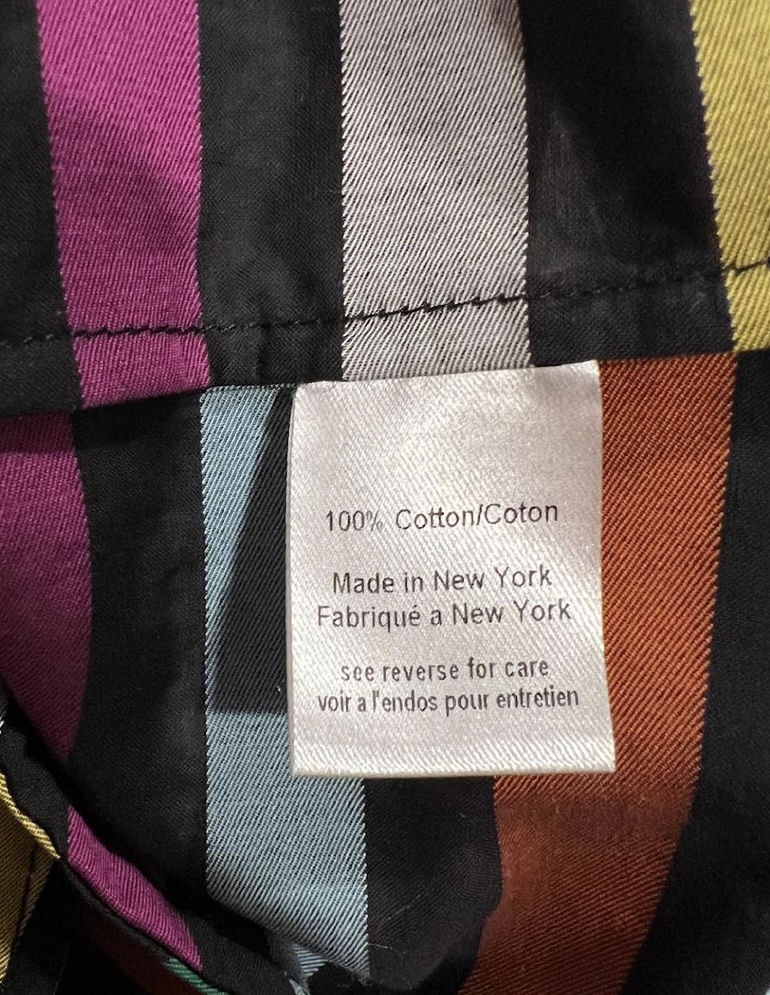 100% Cotton/Coton
Made in New York
Fabriqué a New York
see reverse for care
voir a l'endos pour entretien